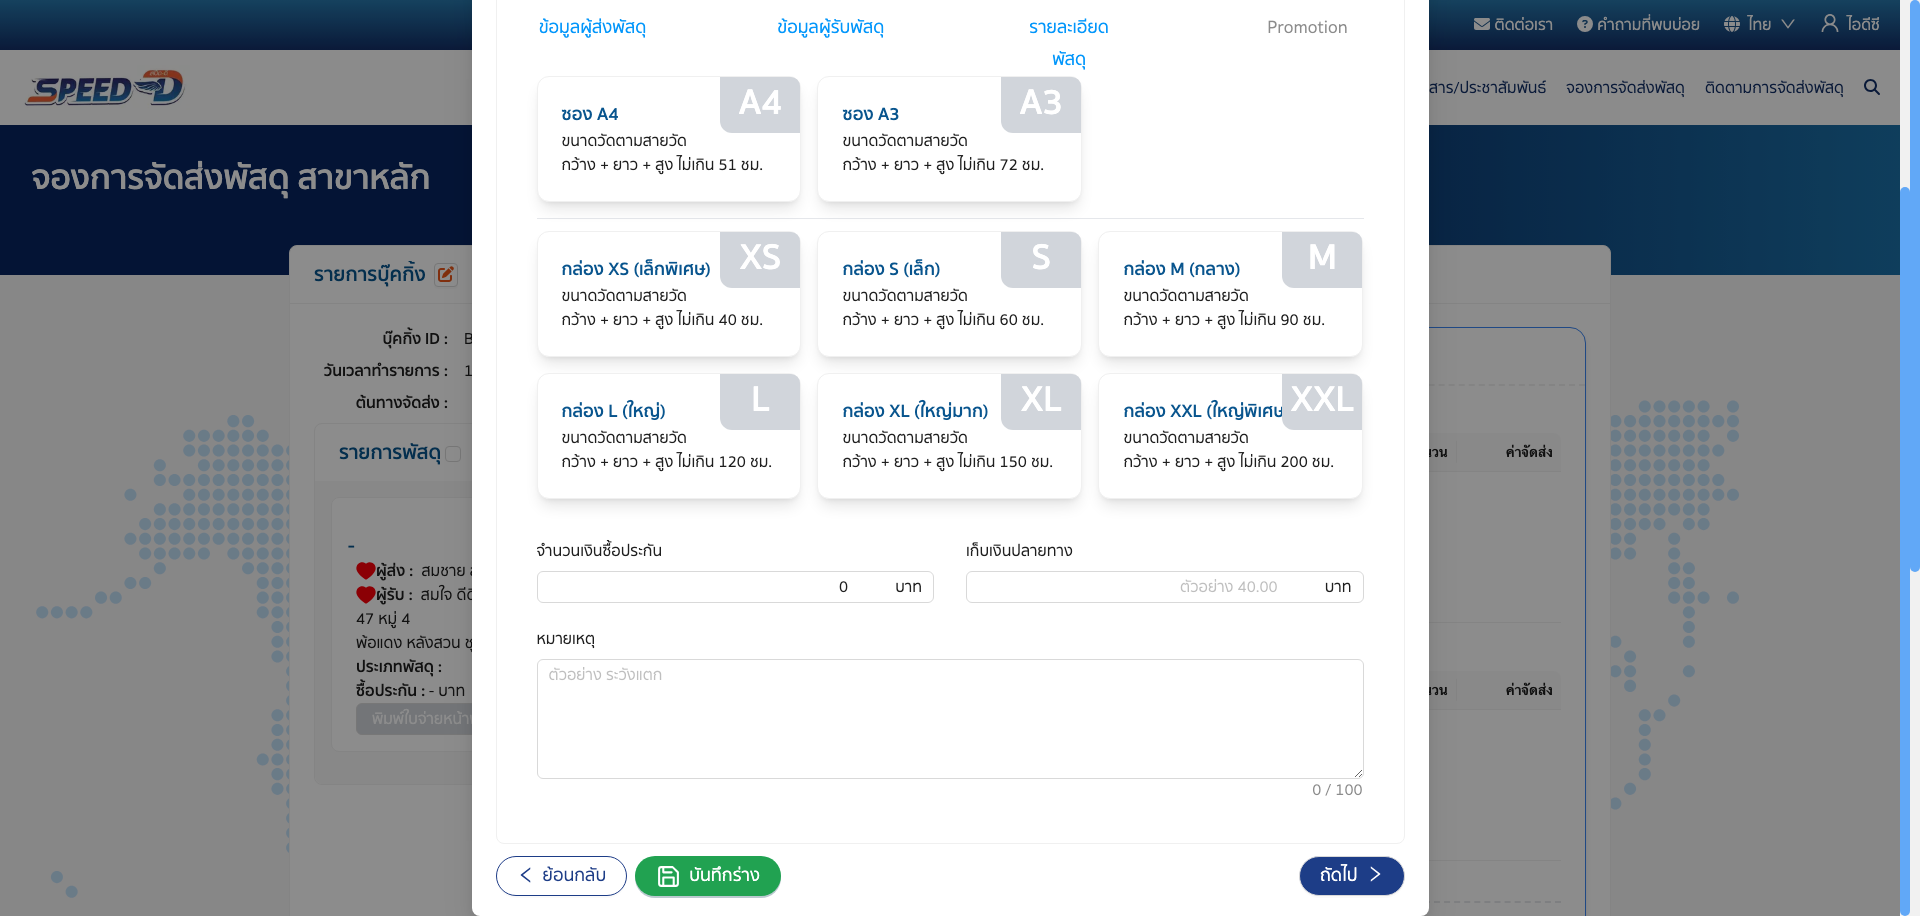 ติดต่อเรา
คำถามที่พบบ่อย
ไทย
ไอดีซี
SPEED-D
สาร/ประชาสัมพันธ์
จองการจัดส่งพัสดุ
ติดตามการจัดส่งพัสดุ
จองการจัดส่งพัสดุ สาขาหลัก
รายการบุ๊คกิ้ง
บุ๊คกิ้ง ID :
วันเวลาทำรายการ : 1
ต้นทางจัดส่ง :
รายการพัสดุ
-
ผู้ส่ง : สมชาย
ผู้รับ : สมใจ
47 หมู่ 4
พ้อแดง หลังสวน
ประเภทพัสดุ :
ซื้อประกัน : - บาท
พิมพ์ใบจ่ายหน้า
ข้อมูลผู้ส่งพัสดุ
ข้อมูลผู้รับพัสดุ
รายละเอียด
พัสดุ
Promotion
ซอง A4
A4
ขนาดวัดตามสายวัด
กว้าง + ยาว + สูง ไม่เกิน 51 ซม.
ซอง A3
A3
ขนาดวัดตามสายวัด
กว้าง + ยาว + สูง ไม่เกิน 72 ซม.
กล่อง XS (เล็กพิเศษ)
XS
ขนาดวัดตามสายวัด
กว้าง + ยาว + สูง ไม่เกิน 40 ซม.
กล่อง S (เล็ก)
S
ขนาดวัดตามสายวัด
กว้าง + ยาว + สูง ไม่เกิน 60 ซม.
กล่อง M (กลาง)
M
ขนาดวัดตามสายวัด
กว้าง + ยาว + สูง ไม่เกิน 90 ซม.
กล่อง L (ใหญ่)
L
ขนาดวัดตามสายวัด
กว้าง + ยาว + สูง ไม่เกิน 120 ซม.
กล่อง XL (ใหญ่มาก)
XL
ขนาดวัดตามสายวัด
กว้าง + ยาว + สูง ไม่เกิน 150 ซม.
กล่อง XXL (ใหญ่พิเศษ
XXL
ขนาดวัดตามสายวัด
กว้าง + ยาว + สูง ไม่เกิน 200 ซม.
จำนวนเงินซื้อประกัน
0 บาท
เก็บเงินปลายทาง
ตัวอย่าง 40.00 บาท
หมายเหตุ
ตัวอย่าง ระวังแตก
0 / 100
ย้อนกลับ
บันทึกร่าง
ถัดไป
ค่าจัดส่ง
ค่าจัดส่ง